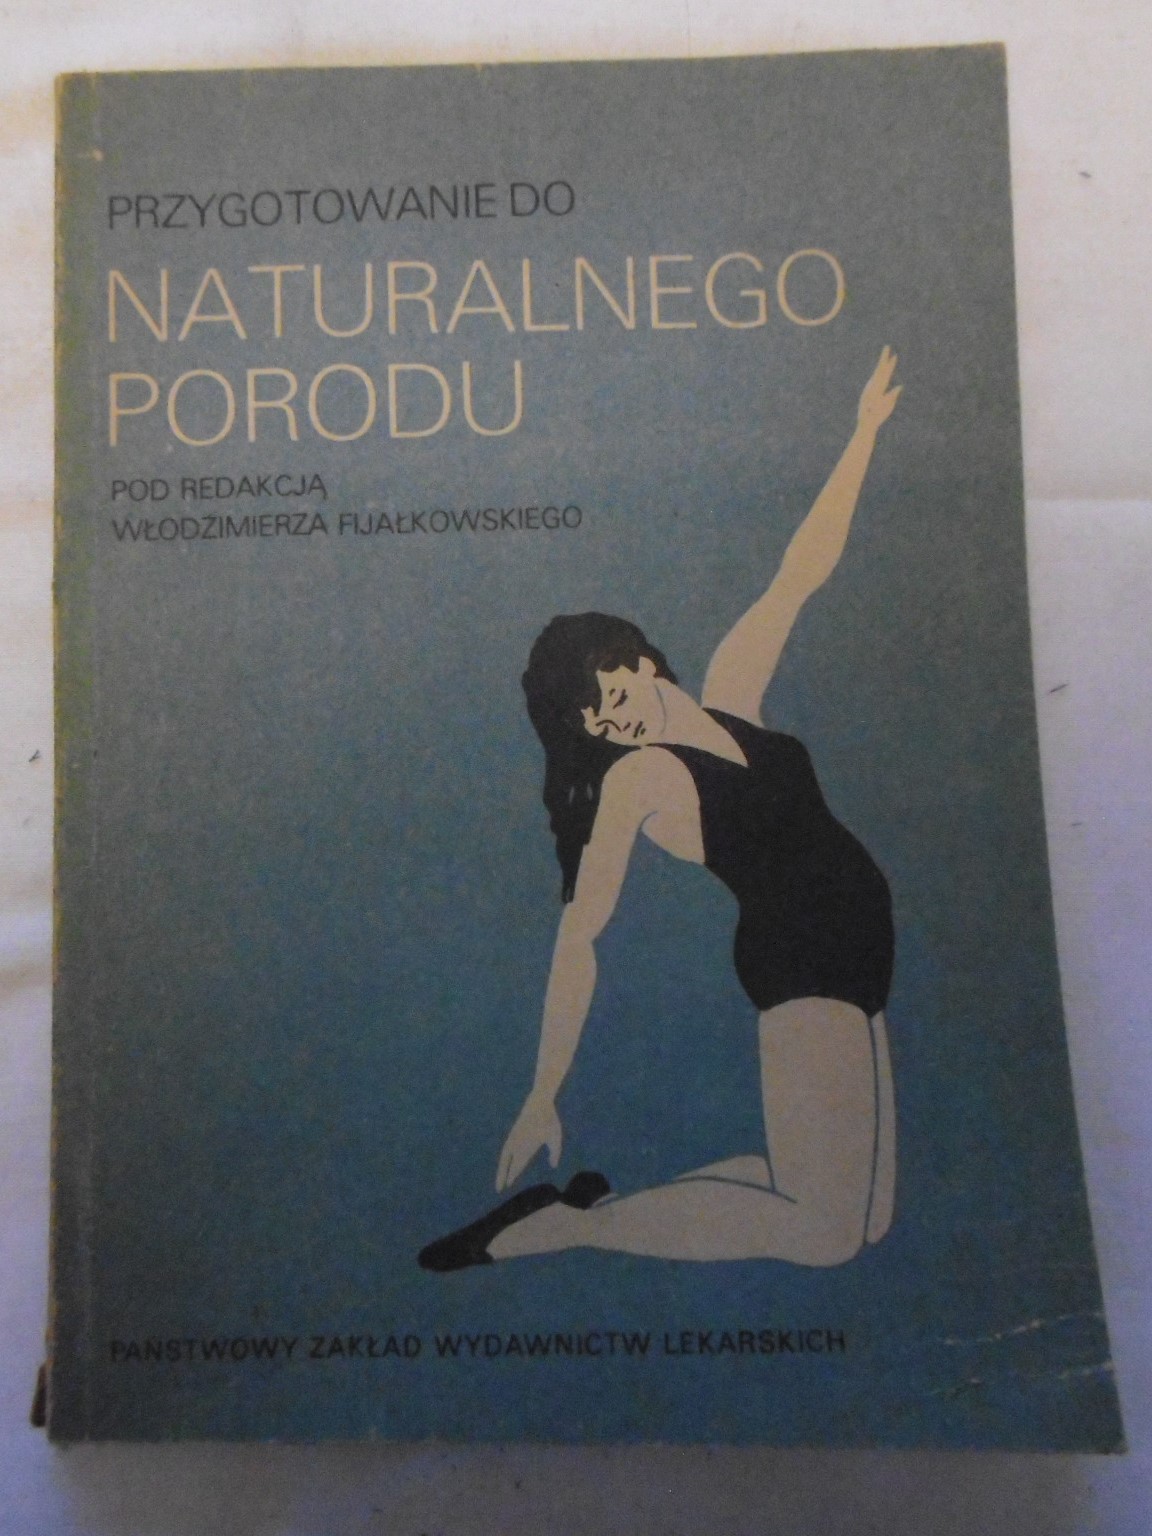 PRZYGOTOWANIE DO
NATURALNEGO
PORODU
POD REDAKCJĄ
WŁODZIMIERZA FIJAŁKOWSKIEGO
PAŃSTWOWY ZAKŁAD WYDAWNICTW LEKARSKICH